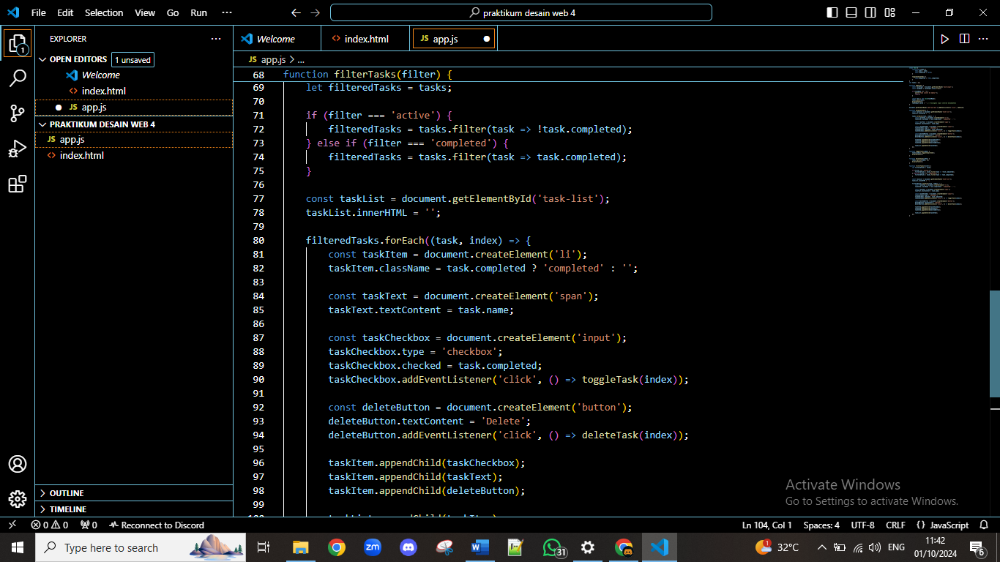 File Edit Selection View Go Run ···
praktikum desain web 4
EXPLORER ···
OPEN EDITORS 1 unsaved
Welcome
index.html
JS app.js
PRAKTIKUM DESAIN WEB 4
JS app.js
index.html
OUTLINE
TIMELINE
1
Welcome
index.html
JS app.js
JS app.js > ...
68 function filterTasks(filter) {
69 let filteredTasks = tasks;
70
71 if (filter === 'active') {
72 filteredTasks = tasks.filter(task => !task.completed);
73 } else if (filter === 'completed') {
74 filteredTasks = tasks.filter(task => task.completed);
75 }
76
77 const taskList = document.getElementById('task-list');
78 taskList.innerHTML = '';
79
80 filteredTasks.forEach((task, index) => {
81 const taskItem = document.createElement('li');
82 taskItem.className = task.completed ? 'completed' : '';
83
84 const taskText = document.createElement('span');
85 taskText.textContent = task.name;
86
87 const taskCheckbox = document.createElement('input');
88 taskCheckbox.type = 'checkbox';
89 taskCheckbox.checked = task.completed;
90 taskCheckbox.addEventListener('click', () => toggleTask(index));
91
92 const deleteButton = document.createElement('button');
93 deleteButton.textContent = 'Delete';
94 deleteButton.addEventListener('click', () => deleteTask(index));
95
96 taskItem.appendChild(taskCheckbox);
97 taskItem.appendChild(taskText);
98 taskItem.appendChild(deleteButton);
99
Activate Windows
Go to Settings to activate Windows.
0 0 0 Reconnect to Discord
Ln 104, Col 1 Spaces: 4 UTF-8 CRLF {} JavaScript
Type here to search
zm
31
1 32°C
ENG
11:42
01/10/2024
6